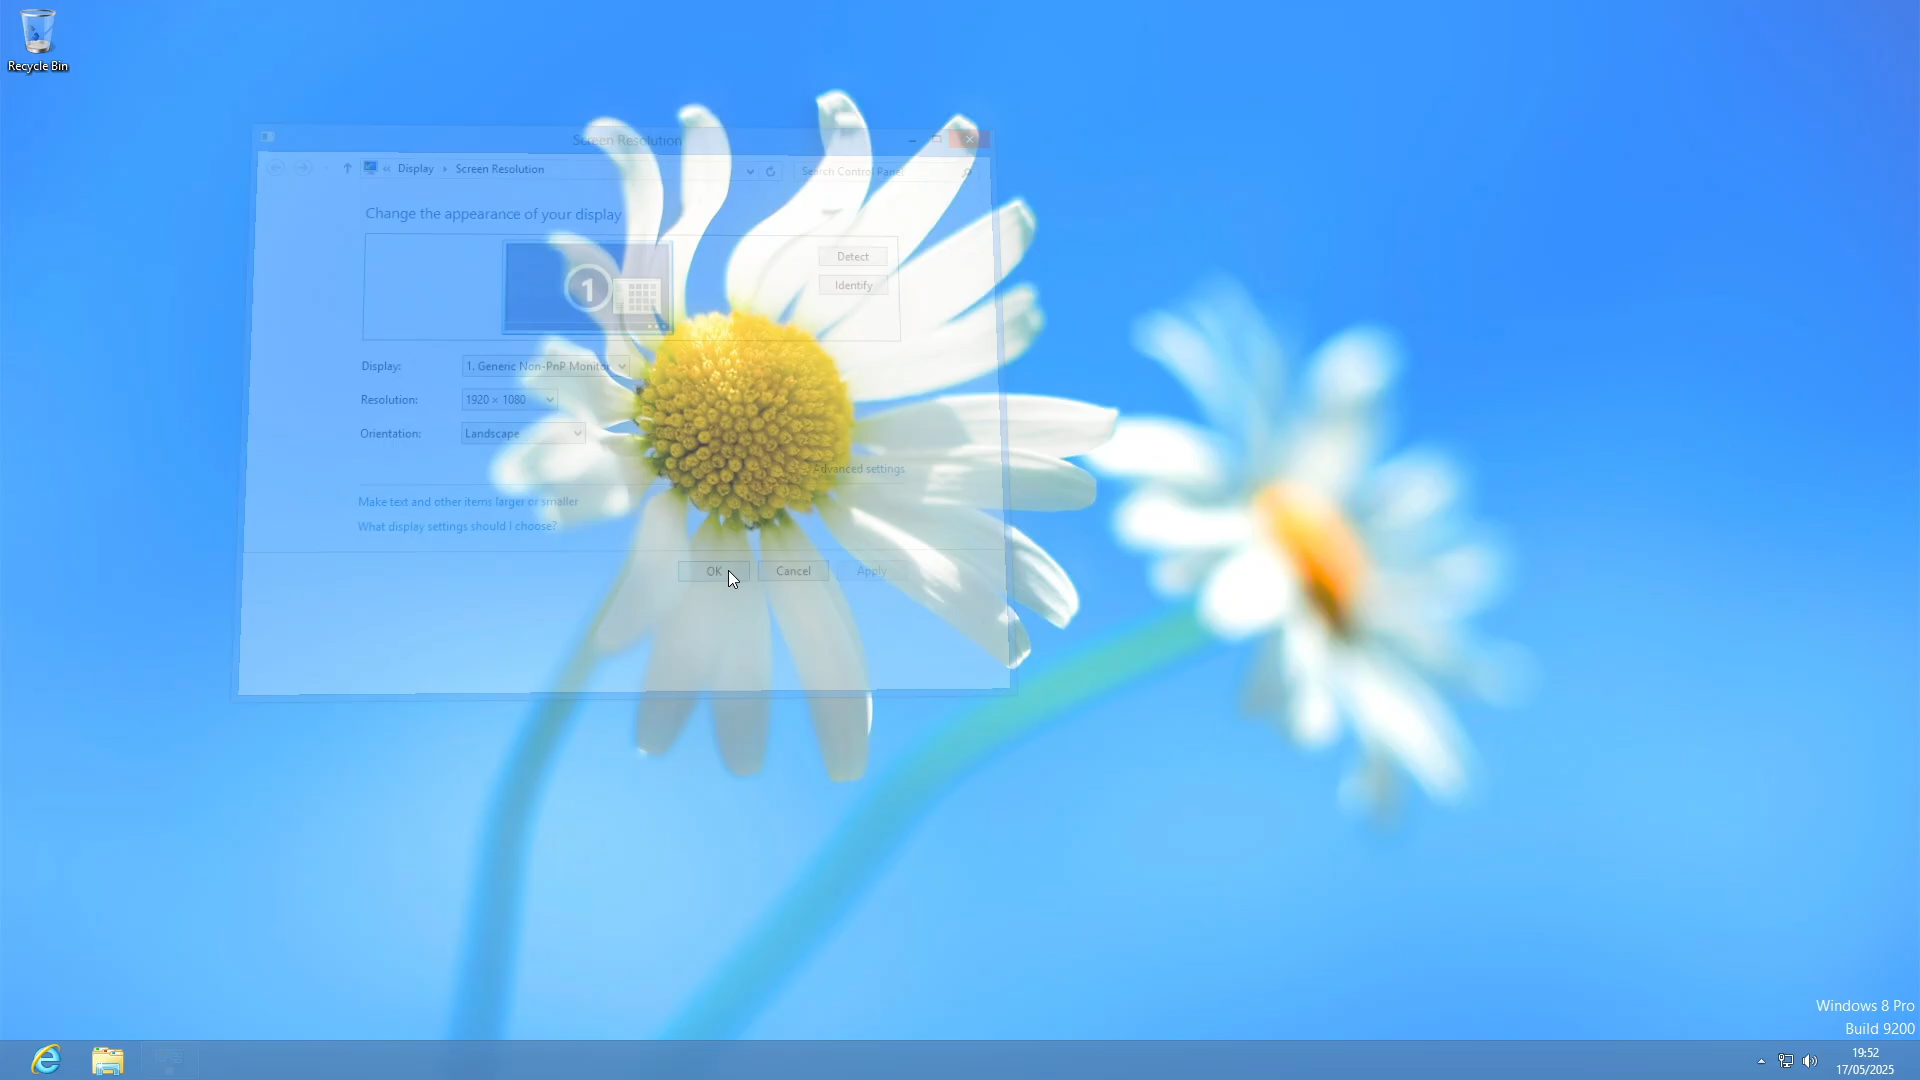 Recycle Bin
Screen Resolution
« Display ▸ Screen Resolution
Search Control Panel
Change the appearance of your display
1
Detect
Identify
Display: 1. Generic Non-PnP Monitor
Resolution: 1920 × 1080
Orientation: Landscape
Advanced settings
Make text and other items larger or smaller
What display settings should I choose?
OK Cancel Apply
Windows 8 Pro
Build 9200
19:52
17/05/2025